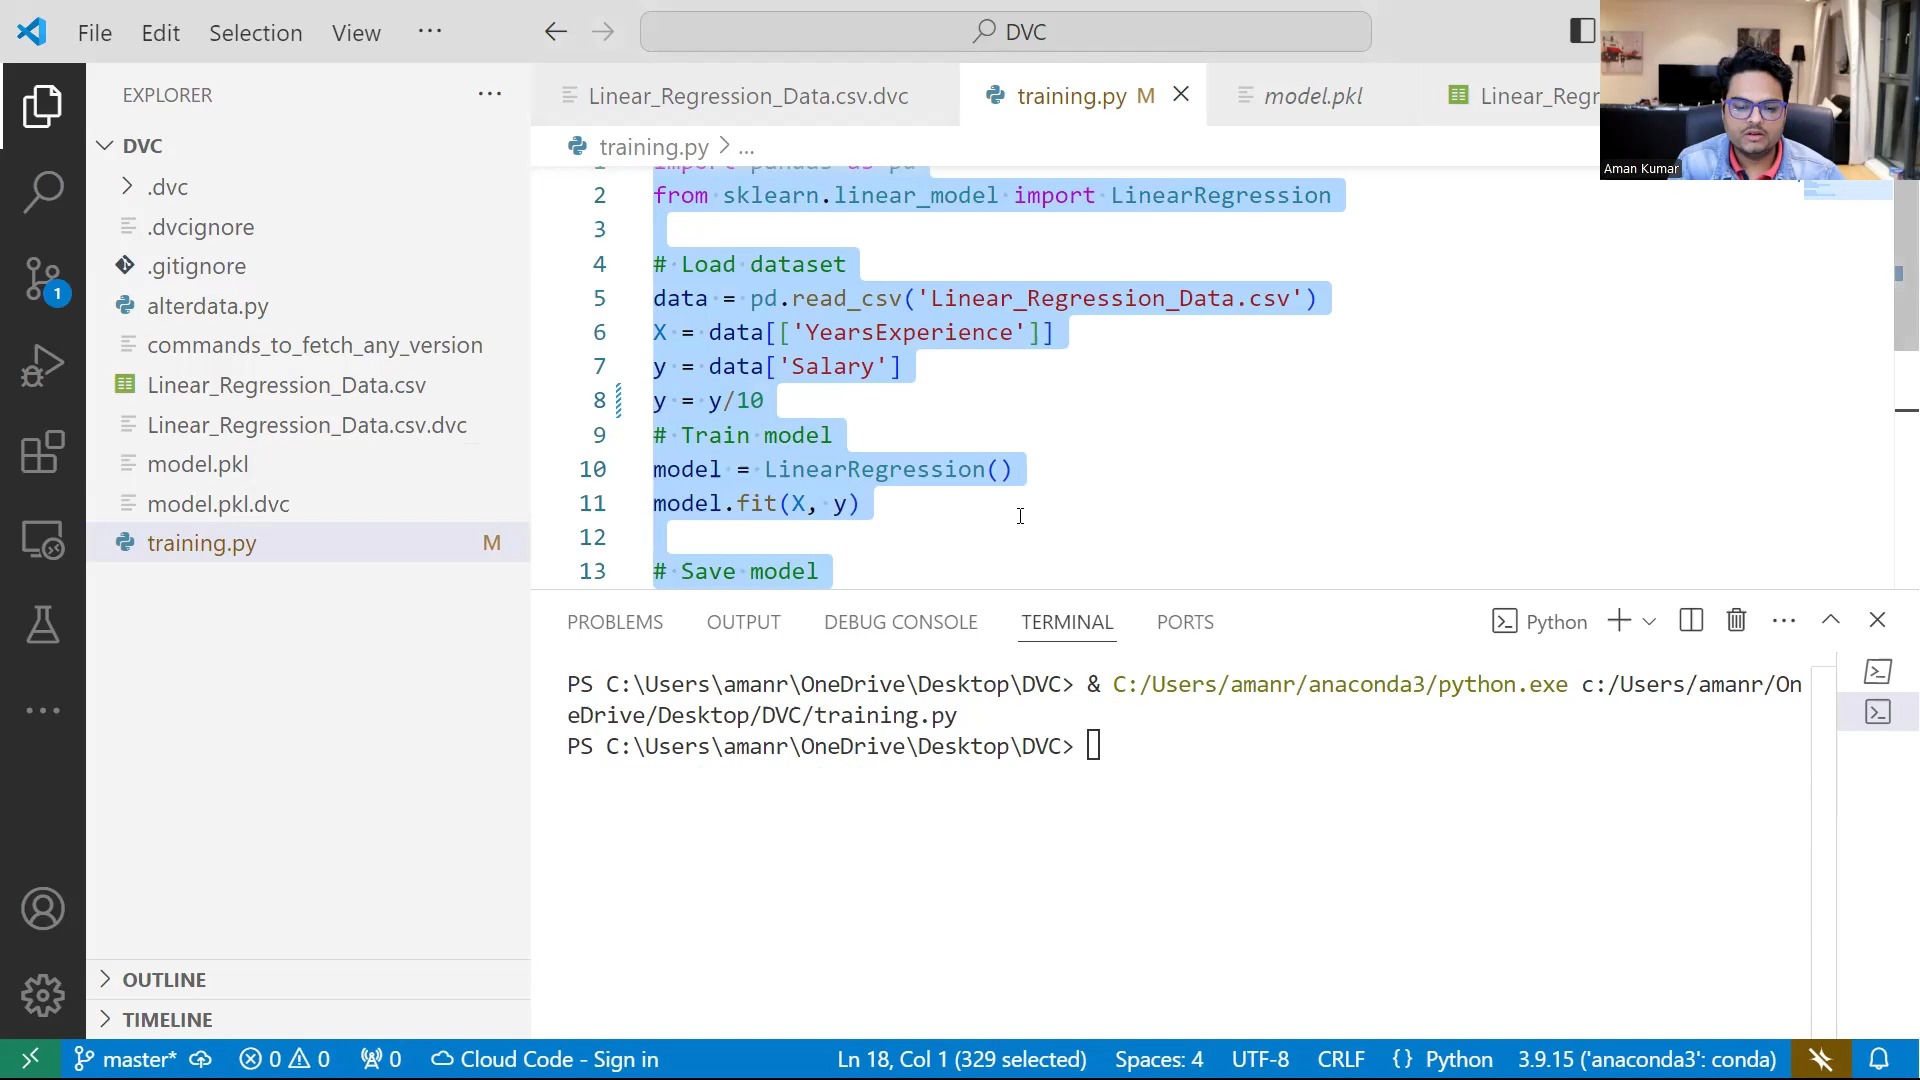 File Edit Selection View ...
DVC
EXPLORER ...
DVC
.dvc
.dvcignore
.gitignore
alterdata.py
commands_to_fetch_any_version
Linear_Regression_Data.csv
Linear_Regression_Data.csv.dvc
model.pkl
model.pkl.dvc
training.py M
OUTLINE
TIMELINE
1
Linear_Regression_Data.csv.dvc training.py M model.pkl Linear_Regr
training.py > ...
1 import pandas as pd
2 from sklearn.linear_model import LinearRegression
3
4 # Load dataset
5 data = pd.read_csv('Linear_Regression_Data.csv')
6 X = data[['YearsExperience']]
7 y = data['Salary']
8 y = y/10
9 # Train model
10 model = LinearRegression()
11 model.fit(X, y)
12
13 # Save model
Aman Kumar
PROBLEMS OUTPUT DEBUG CONSOLE TERMINAL PORTS
Python
PS C:\Users\amanr\OneDrive\Desktop\DVC> & C:/Users/amanr/anaconda3/python.exe c:/Users/amanr/On
eDrive/Desktop/DVC/training.py
PS C:\Users\amanr\OneDrive\Desktop\DVC>
master* 0 0 0 Cloud Code - Sign in Ln 18, Col 1 (329 selected) Spaces: 4 UTF-8 CRLF {} Python 3.9.15 ('anaconda3': conda)